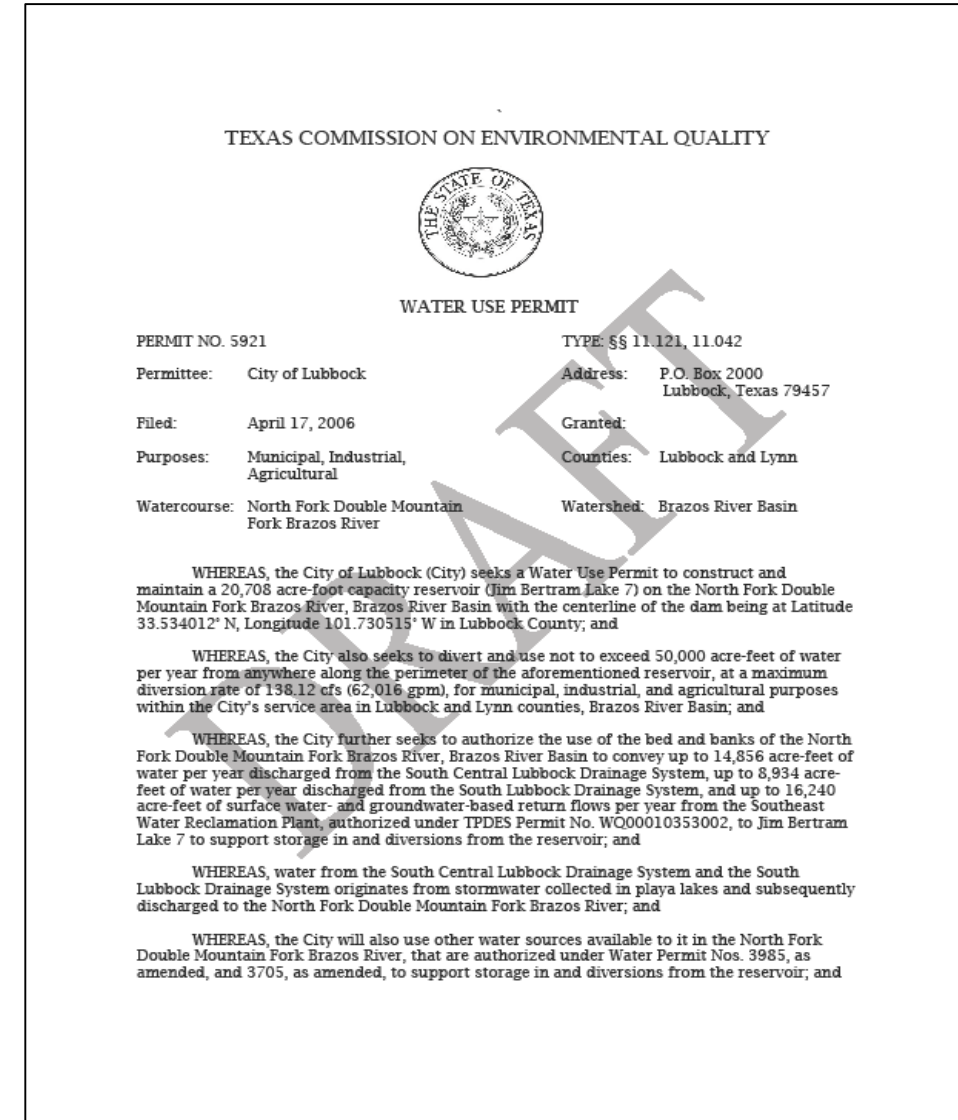 `
TEXAS COMMISSION ON ENVIRONMENTAL QUALITY
THE STATE OF TEXAS
WATER USE PERMIT
PERMIT NO. 5921 TYPE: §§ 11.121, 11.042
Permittee: City of Lubbock Address: P.O. Box 2000
Lubbock, Texas 79457
Filed: April 17, 2006 Granted:
Purposes: Municipal, Industrial, Counties: Lubbock and Lynn
Agricultural
Watercourse: North Fork Double Mountain Watershed: Brazos River Basin
Fork Brazos River
WHEREAS, the City of Lubbock (City) seeks a Water Use Permit to construct and
maintain a 20,708 acre-foot capacity reservoir (Jim Bertram Lake 7) on the North Fork Double
Mountain Fork Brazos River, Brazos River Basin with the centerline of the dam being at Latitude
33.534012° N, Longitude 101.730515° W in Lubbock County; and
WHEREAS, the City also seeks to divert and use not to exceed 50,000 acre-feet of water
per year from anywhere along the perimeter of the aforementioned reservoir, at a maximum
diversion rate of 138.12 cfs (62,016 gpm), for municipal, industrial, and agricultural purposes
within the City's service area in Lubbock and Lynn counties, Brazos River Basin; and
WHEREAS, the City further seeks to authorize the use of the bed and banks of the North
Fork Double Mountain Fork Brazos River, Brazos River Basin to convey up to 14,856 acre-feet of
water per year discharged from the South Central Lubbock Drainage System, up to 8,934 acre-
feet of water per year discharged from the South Lubbock Drainage System, and up to 16,240
acre-feet of surface water- and groundwater-based return flows per year from the Southeast
Water Reclamation Plant, authorized under TPDES Permit No. WQ00010353002, to Jim Bertram
Lake 7 to support storage in and diversions from the reservoir; and
WHEREAS, water from the South Central Lubbock Drainage System and the South
Lubbock Drainage System originates from stormwater collected in playa lakes and subsequently
discharged to the North Fork Double Mountain Fork Brazos River; and
WHEREAS, the City will also use other water sources available to it in the North Fork
Double Mountain Fork Brazos River, that are authorized under Water Permit Nos. 3985, as
amended, and 3705, as amended, to support storage in and diversions from the reservoir; and
DRAFT